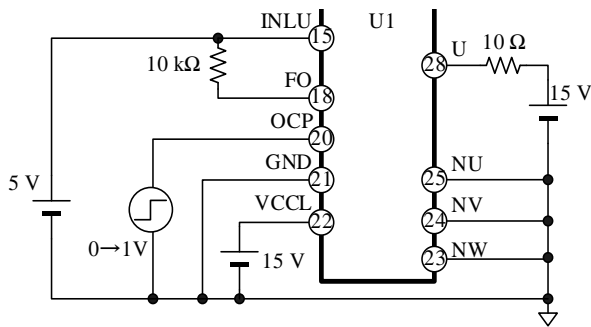 INLU
15
U1
10 kΩ
FO
18
OCP
20
GND
21
VCCL
22
5 V
0→1V
15 V
28
U
10 Ω
15 V
25
NU
24
NV
23
NW